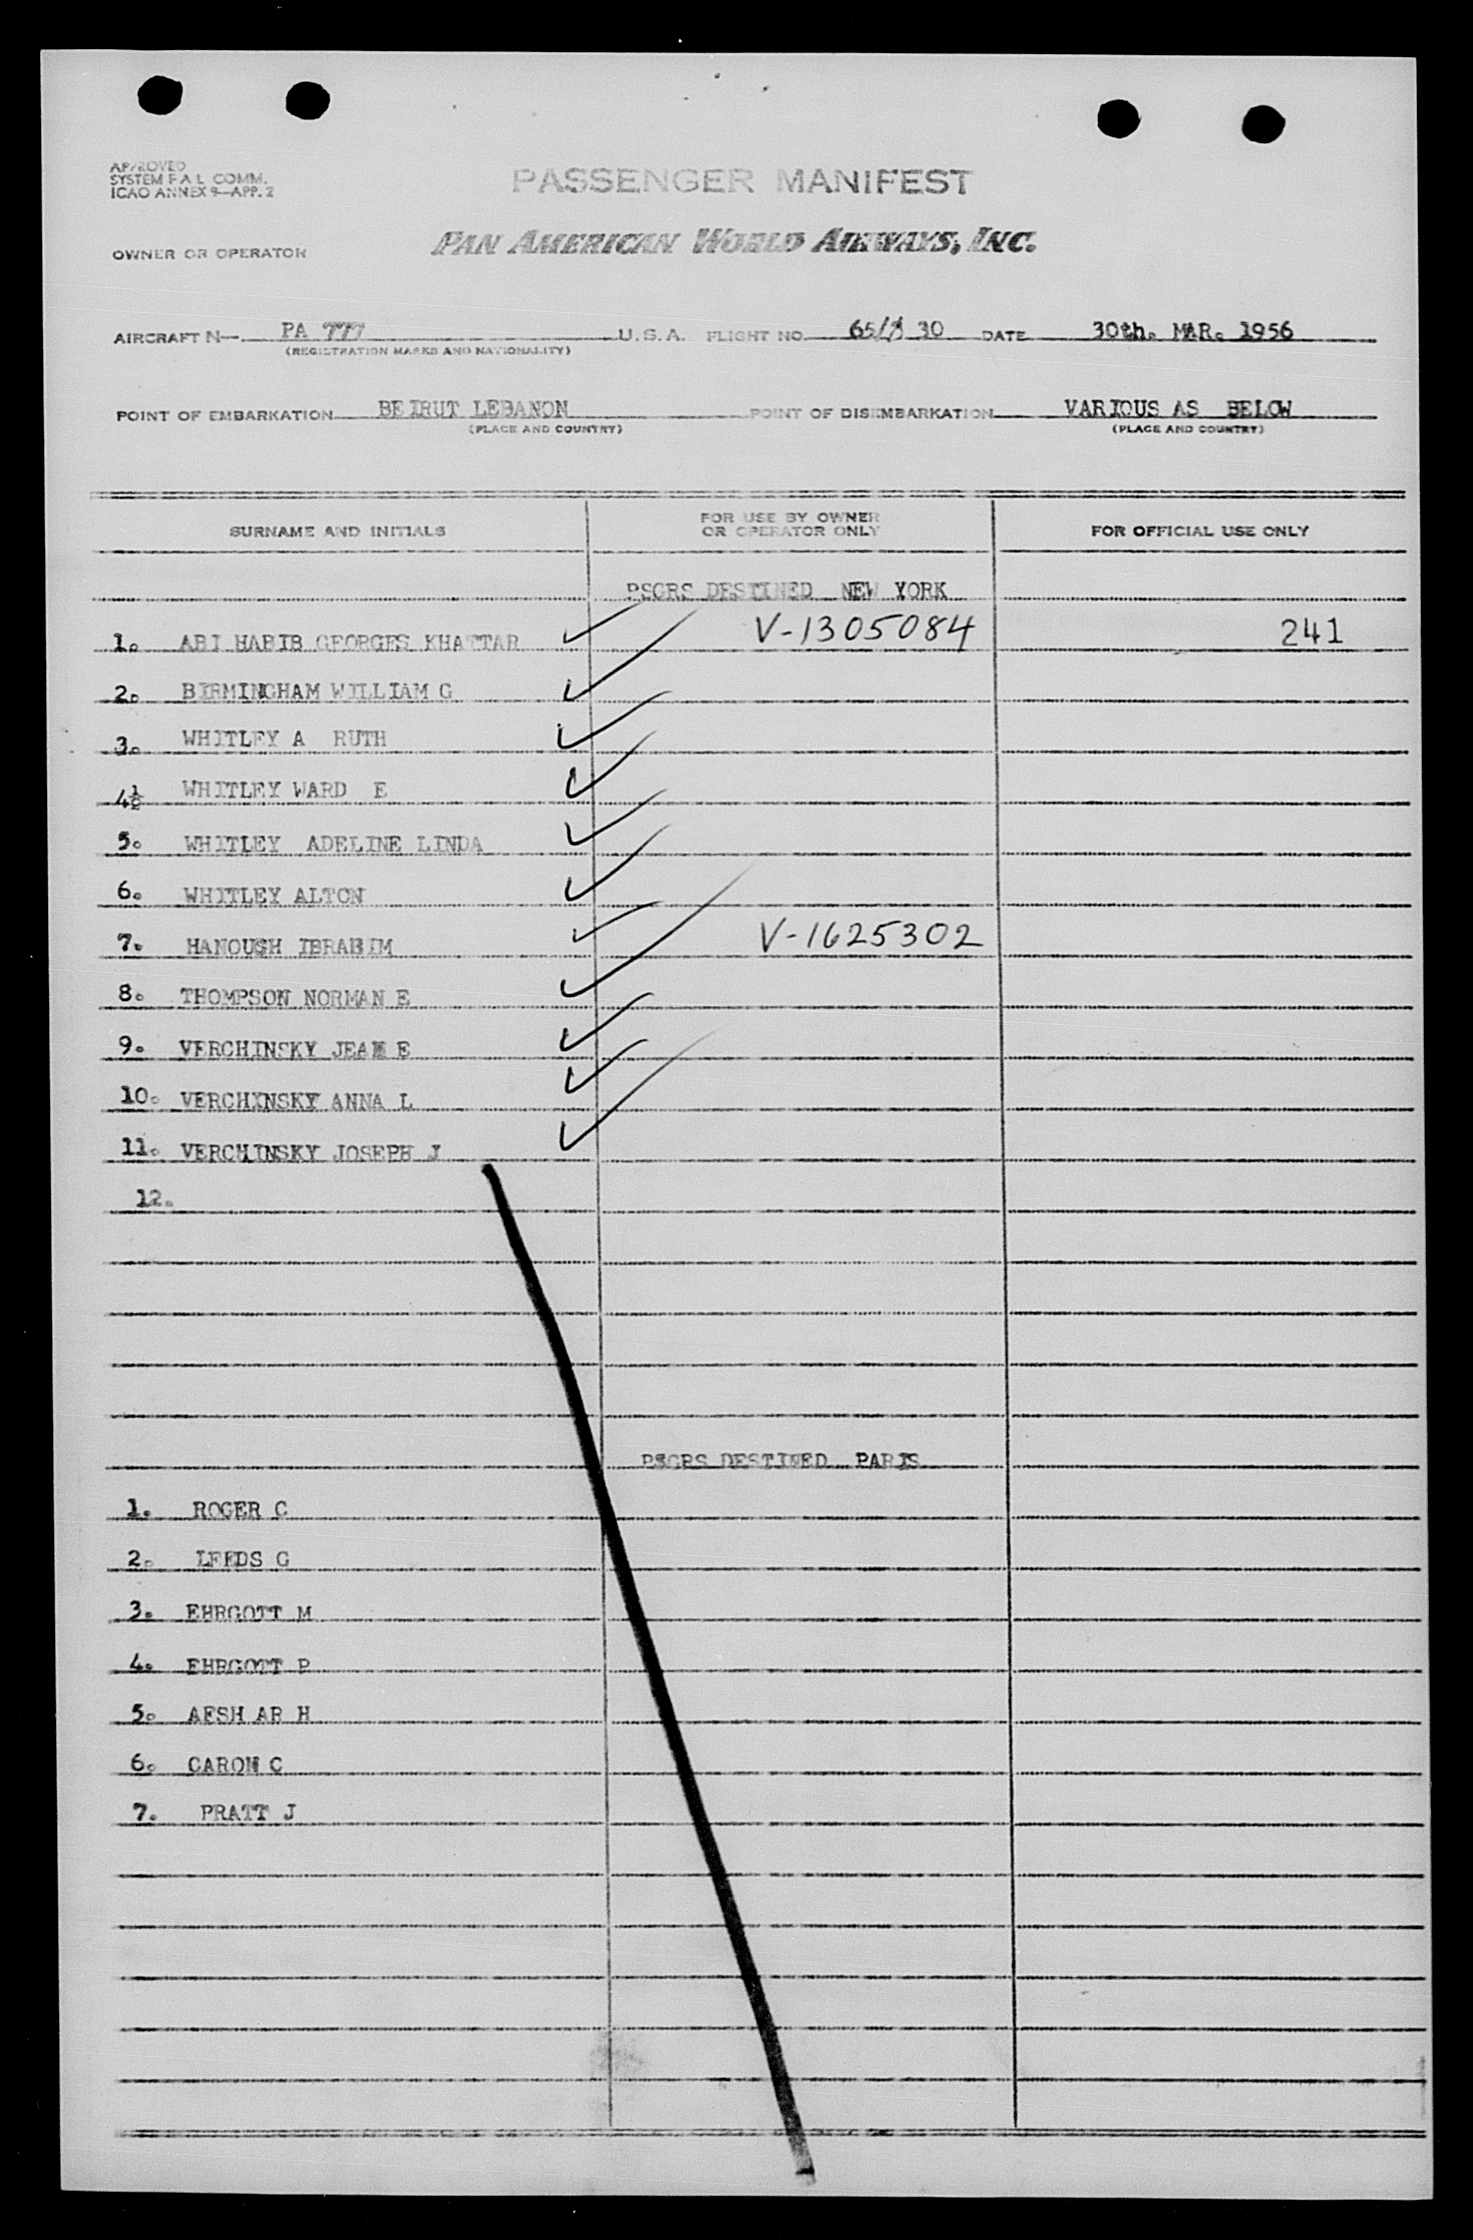 APPROVED
SYSTEM F A L COMM.
ICAO ANNEX 9—APP. 2
PASSENGER MANIFEST
OWNER OR OPERATOR
PAN AMERICAN WORLD AIRWAYS, INC.
AIRCRAFT N— PA 777 U.S.A. FLIGHT NO. 65/ 30 DATE 30th. MAR. 1956
(REGISTRATION MARKS AND NATIONALITY)
POINT OF EMBARKATION BEIRUT LEBANON POINT OF DISEMBARKATION VARIOUS AS BELOW
(PLACE AND COUNTRY) (PLACE AND COUNTRY)
SURNAME AND INITIALS FOR USE BY OWNER OR OPERATOR ONLY FOR OFFICIAL USE ONLY
PSGRS DESTINED NEW YORK
1. ABI HABIB GEORGES KHATTAR V-1305084 241
2. BIRMINGHAM WILLIAM G
3. WHITLEY A RUTH
4½ WHITLEY WARD E
5. WHITLEY ADELINE LINDA
6. WHITLEY ALTON
7. HANOUSH IBRAHIM V-1625302
8. THOMPSON NORMAN E
9. VERCHINSKY JEAN E
10. VERCHINSKY ANNA L
11. VERCHINSKY JOSEPH J
12.
PSGRS DESTINED PARIS
1. ROGER C
2. LEEDS G
3. EHRGOTT M
4. EHRGOTT P
5. AFSH AR H
6. CARON C
7. PRATT J